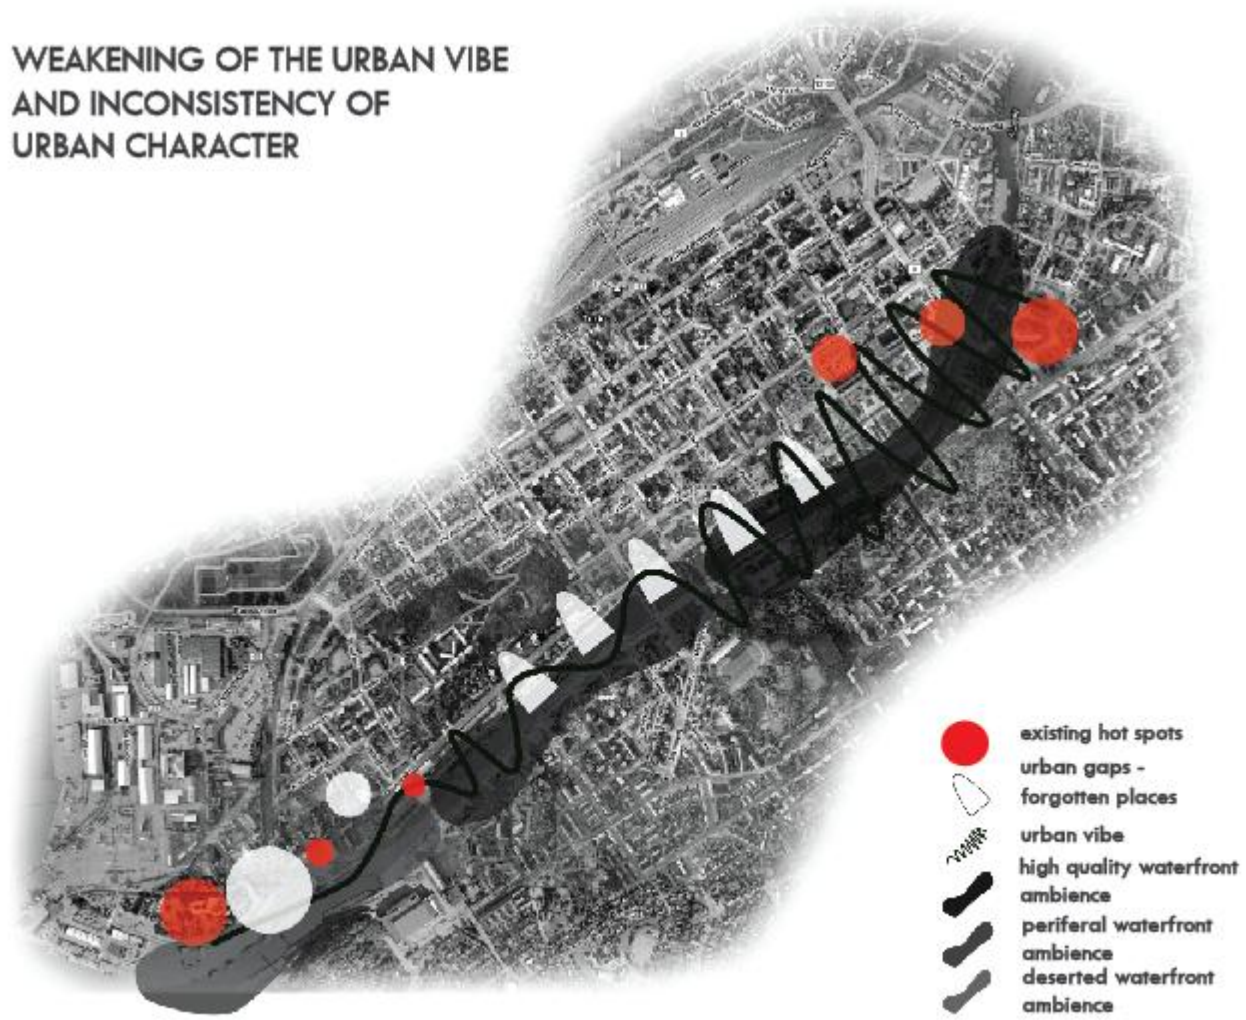 WEAKENING OF THE URBAN VIBE
AND INCONSISTENCY OF
URBAN CHARACTER
existing hot spots
urban gaps -
forgotten places
urban vibe
high quality waterfront
ambience
periferal waterfront
ambience
deserted waterfront
ambience